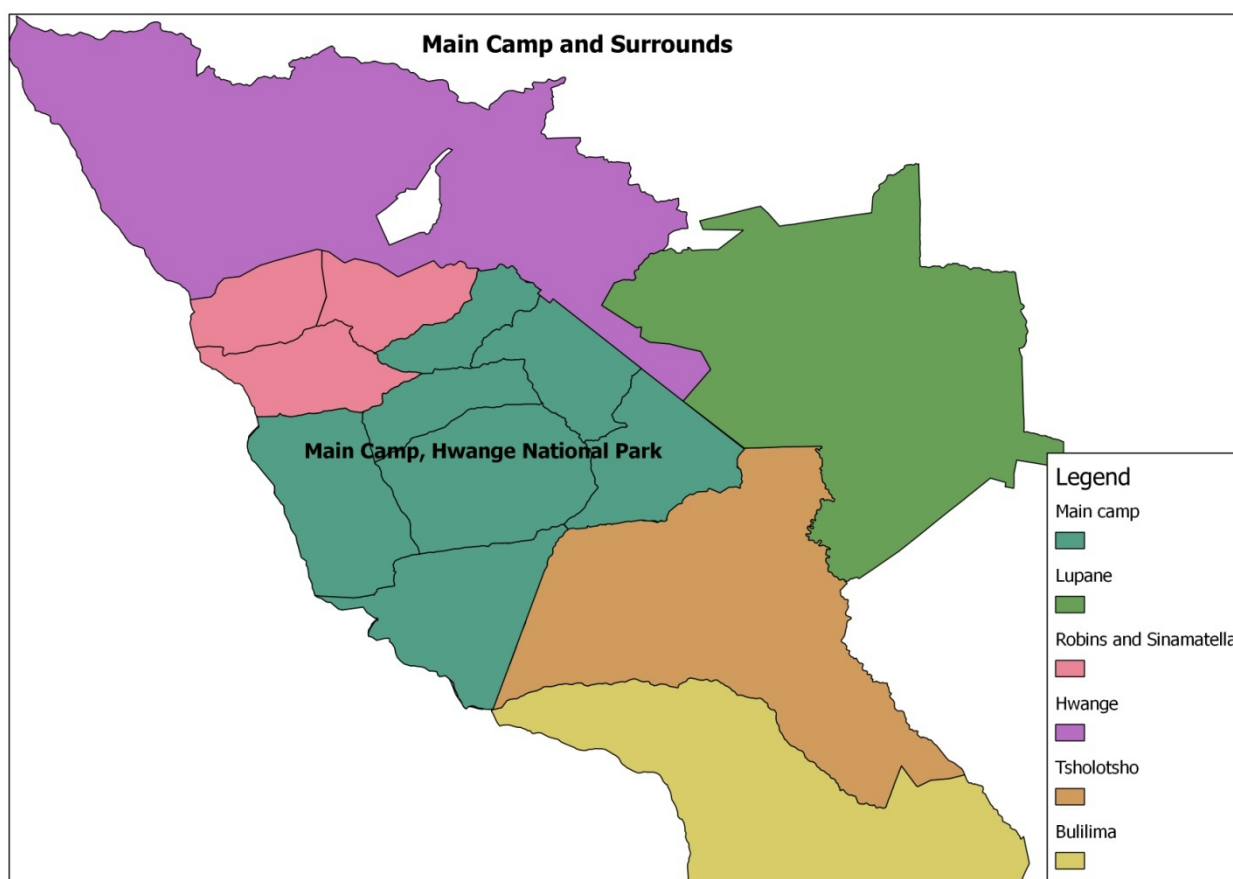 Main Camp and Surrounds
Main Camp, Hwange National Park
Legend
Main camp
Lupane
Robins and Sinamatella
Hwange
Tsholotsho
Bulilima